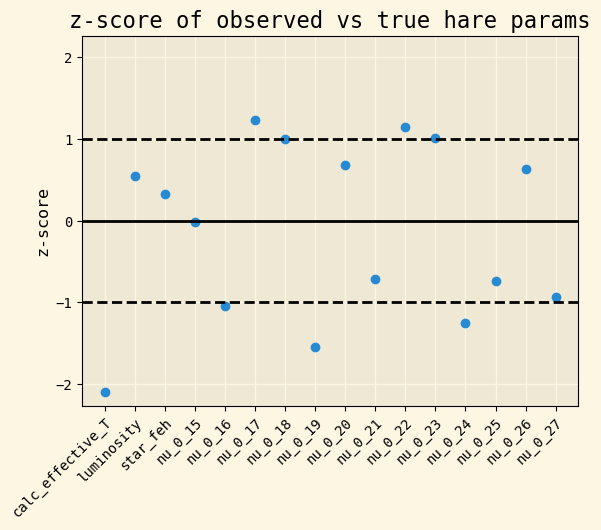 z-score of observed vs true hare params
z-score
2
1
0
−1
−2
calc_effective_T
luminosity
star_feh
nu_0_15
nu_0_16
nu_0_17
nu_0_18
nu_0_19
nu_0_20
nu_0_21
nu_0_22
nu_0_23
nu_0_24
nu_0_25
nu_0_26
nu_0_27